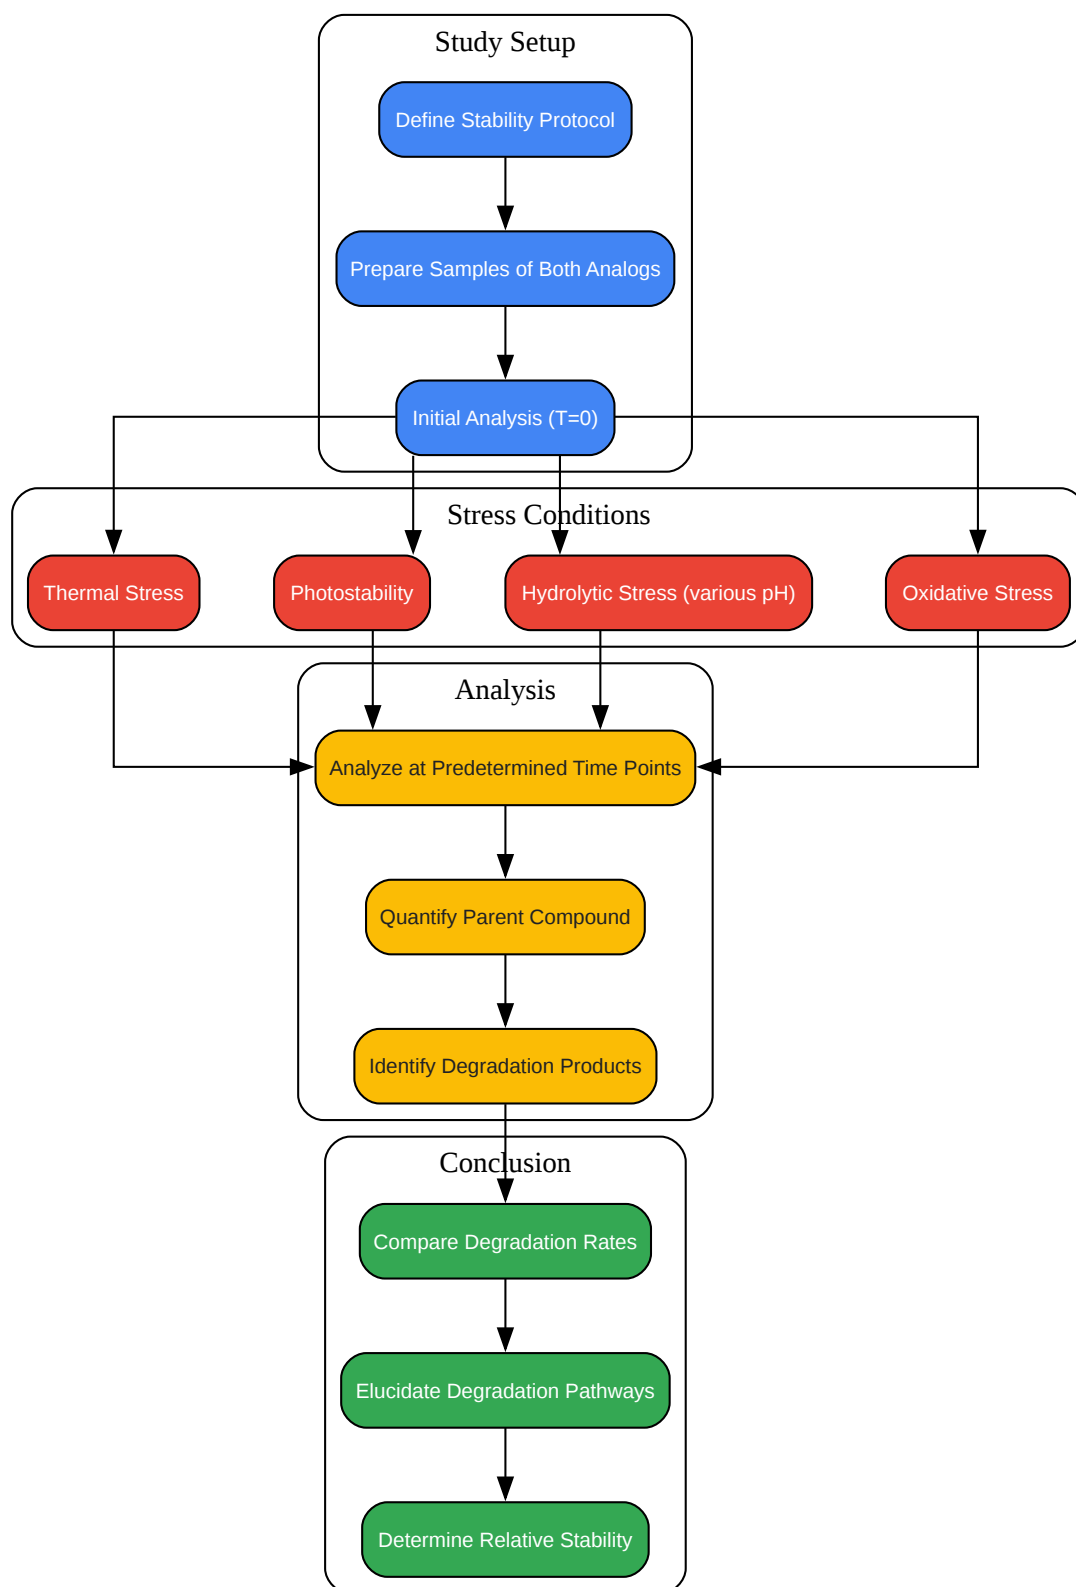 Study Setup
Define Stability Protocol
Prepare Samples of Both Analogs
Initial Analysis (T=0)
Stress Conditions
Thermal Stress
Photostability
Hydrolytic Stress (various pH)
Oxidative Stress
Analysis
Analyze at Predetermined Time Points
Quantify Parent Compound
Identify Degradation Products
Conclusion
Compare Degradation Rates
Elucidate Degradation Pathways
Determine Relative Stability